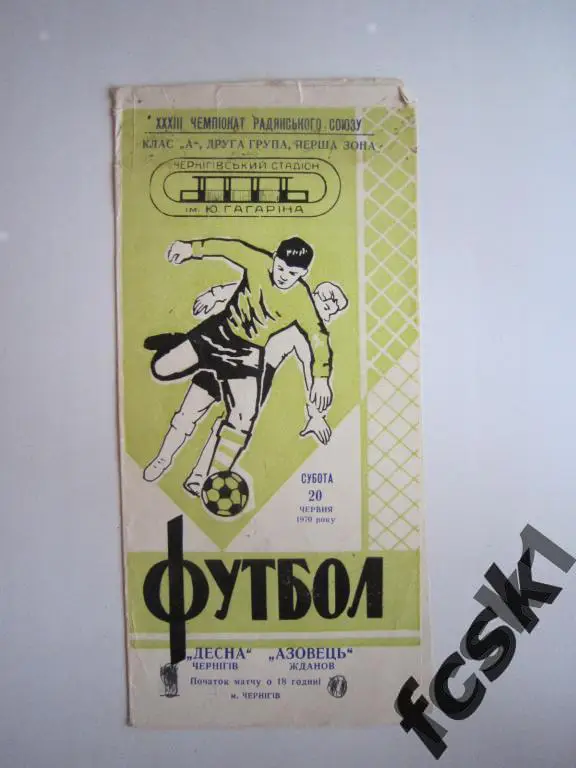 XXXIII ЧЕМПІОНАТ РАДЯНСЬКОГО СОЮЗУ
КЛАС „А", ДРУГА ГРУПА, ПЕРША ЗОНА
ЧЕРНІГІВСЬКИЙ СТАДІОН
ім. Ю. ГАГАРІНА
СУБОТА
20
ЧЕРВНЯ
1970 року
ФУТБОЛ
„ДЕСНА" „АЗОВЕЦЬ"
ЧЕРНІГІВ ЖДАНОВ
Початок матчу о 18 годині
м. ЧЕРНІГІВ
fcsk1